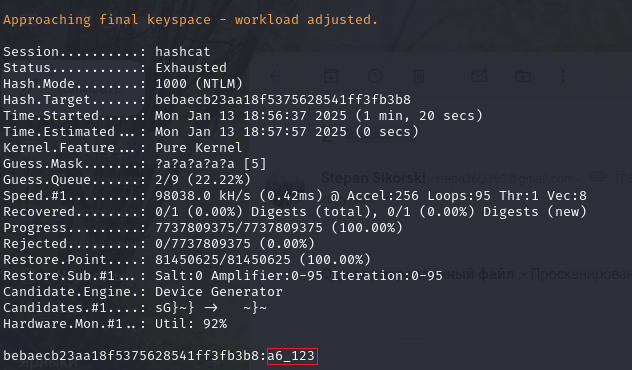 Approaching final keyspace - workload adjusted.
Session..........: hashcat
Status...........: Exhausted
Hash.Mode........: 1000 (NTLM)
Hash.Target......: bebaecb23aa18f5375628541ff3fb3b8
Time.Started.....: Mon Jan 13 18:56:37 2025 (1 min, 20 secs)
Time.Estimated...: Mon Jan 13 18:57:57 2025 (0 secs)
Kernel.Feature...: Pure Kernel
Guess.Mask.......: ?a?a?a?a?a [5]
Guess.Queue......: 2/9 (22.22%)
Speed.#1.........: 98038.0 kH/s (0.42ms) @ Accel:256 Loops:95 Thr:1 Vec:8
Recovered........: 0/1 (0.00%) Digests (total), 0/1 (0.00%) Digests (new)
Progress.........: 7737809375/7737809375 (100.00%)
Rejected.........: 0/7737809375 (0.00%)
Restore.Point....: 81450625/81450625 (100.00%)
Restore.Sub.#1...: Salt:0 Amplifier:0-95 Iteration:0-95
Candidate.Engine.: Device Generator
Candidates.#1....: sG}~} ->   ~}~
Hardware.Mon.#1..: Util: 92%
bebaecb23aa18f5375628541ff3fb3b8:a6_123
Stepan Sikorski